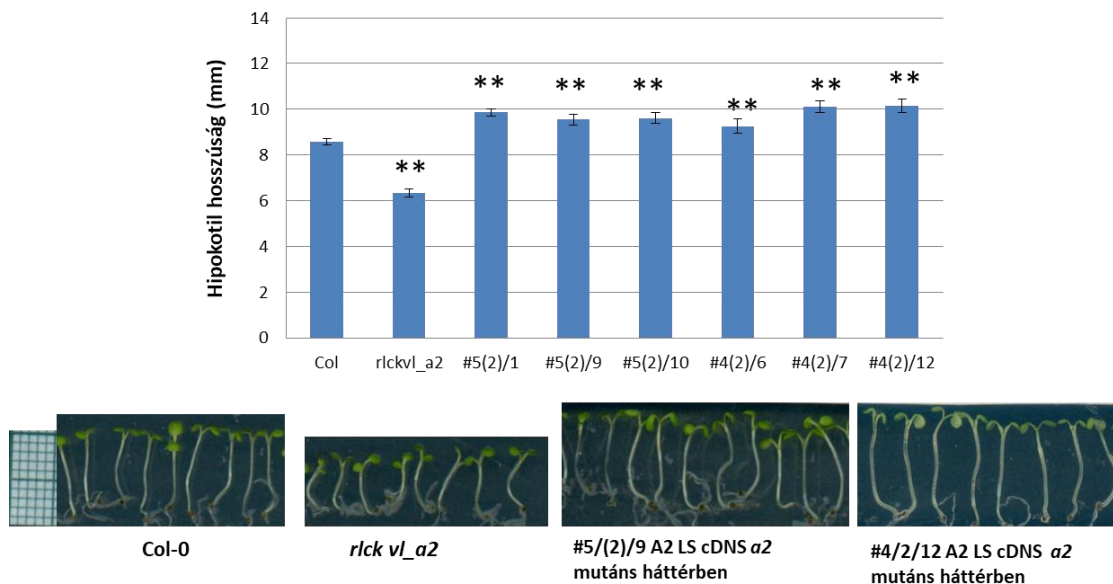 Hipokotil hosszúság (mm)
14
12
10
8
6
4
2
0
**
**
**
**
**
**
**
Col
rlckvl_a2
#5(2)/1
#5(2)/9
#5(2)/10
#4(2)/6
#4(2)/7
#4(2)/12
Col-0
rlck vl_a2
#5/(2)/9 A2 LS cDNS a2
mutáns háttérben
#4/2/12 A2 LS cDNS a2
mutáns háttérben